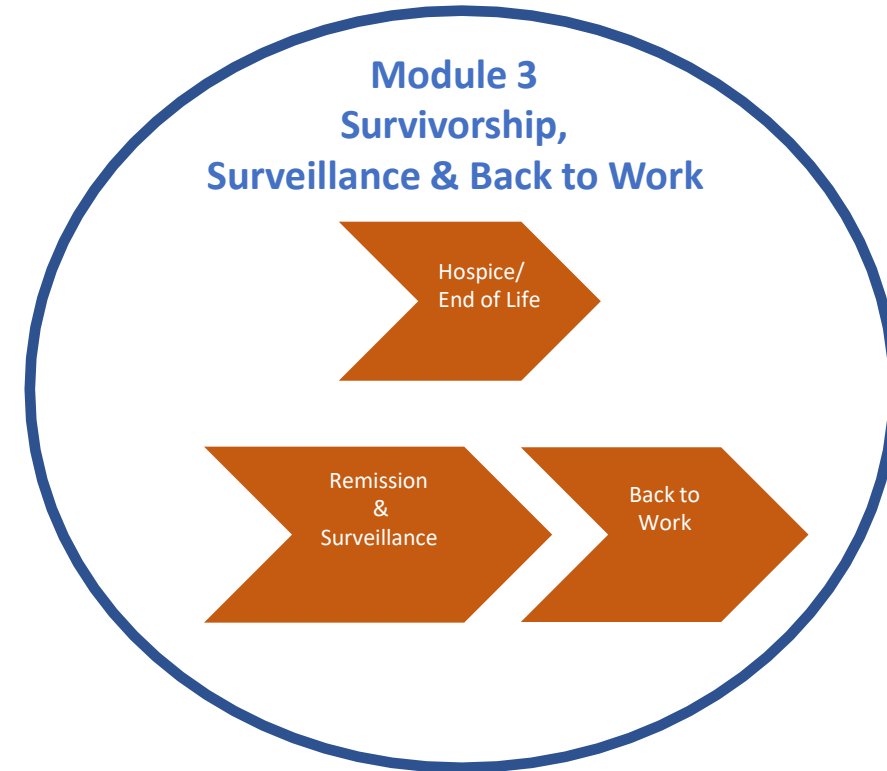 Module 3
Survivorship,
Surveillance & Back to Work
Hospice/
End of Life
Remission
&
Surveillance
Back to
Work